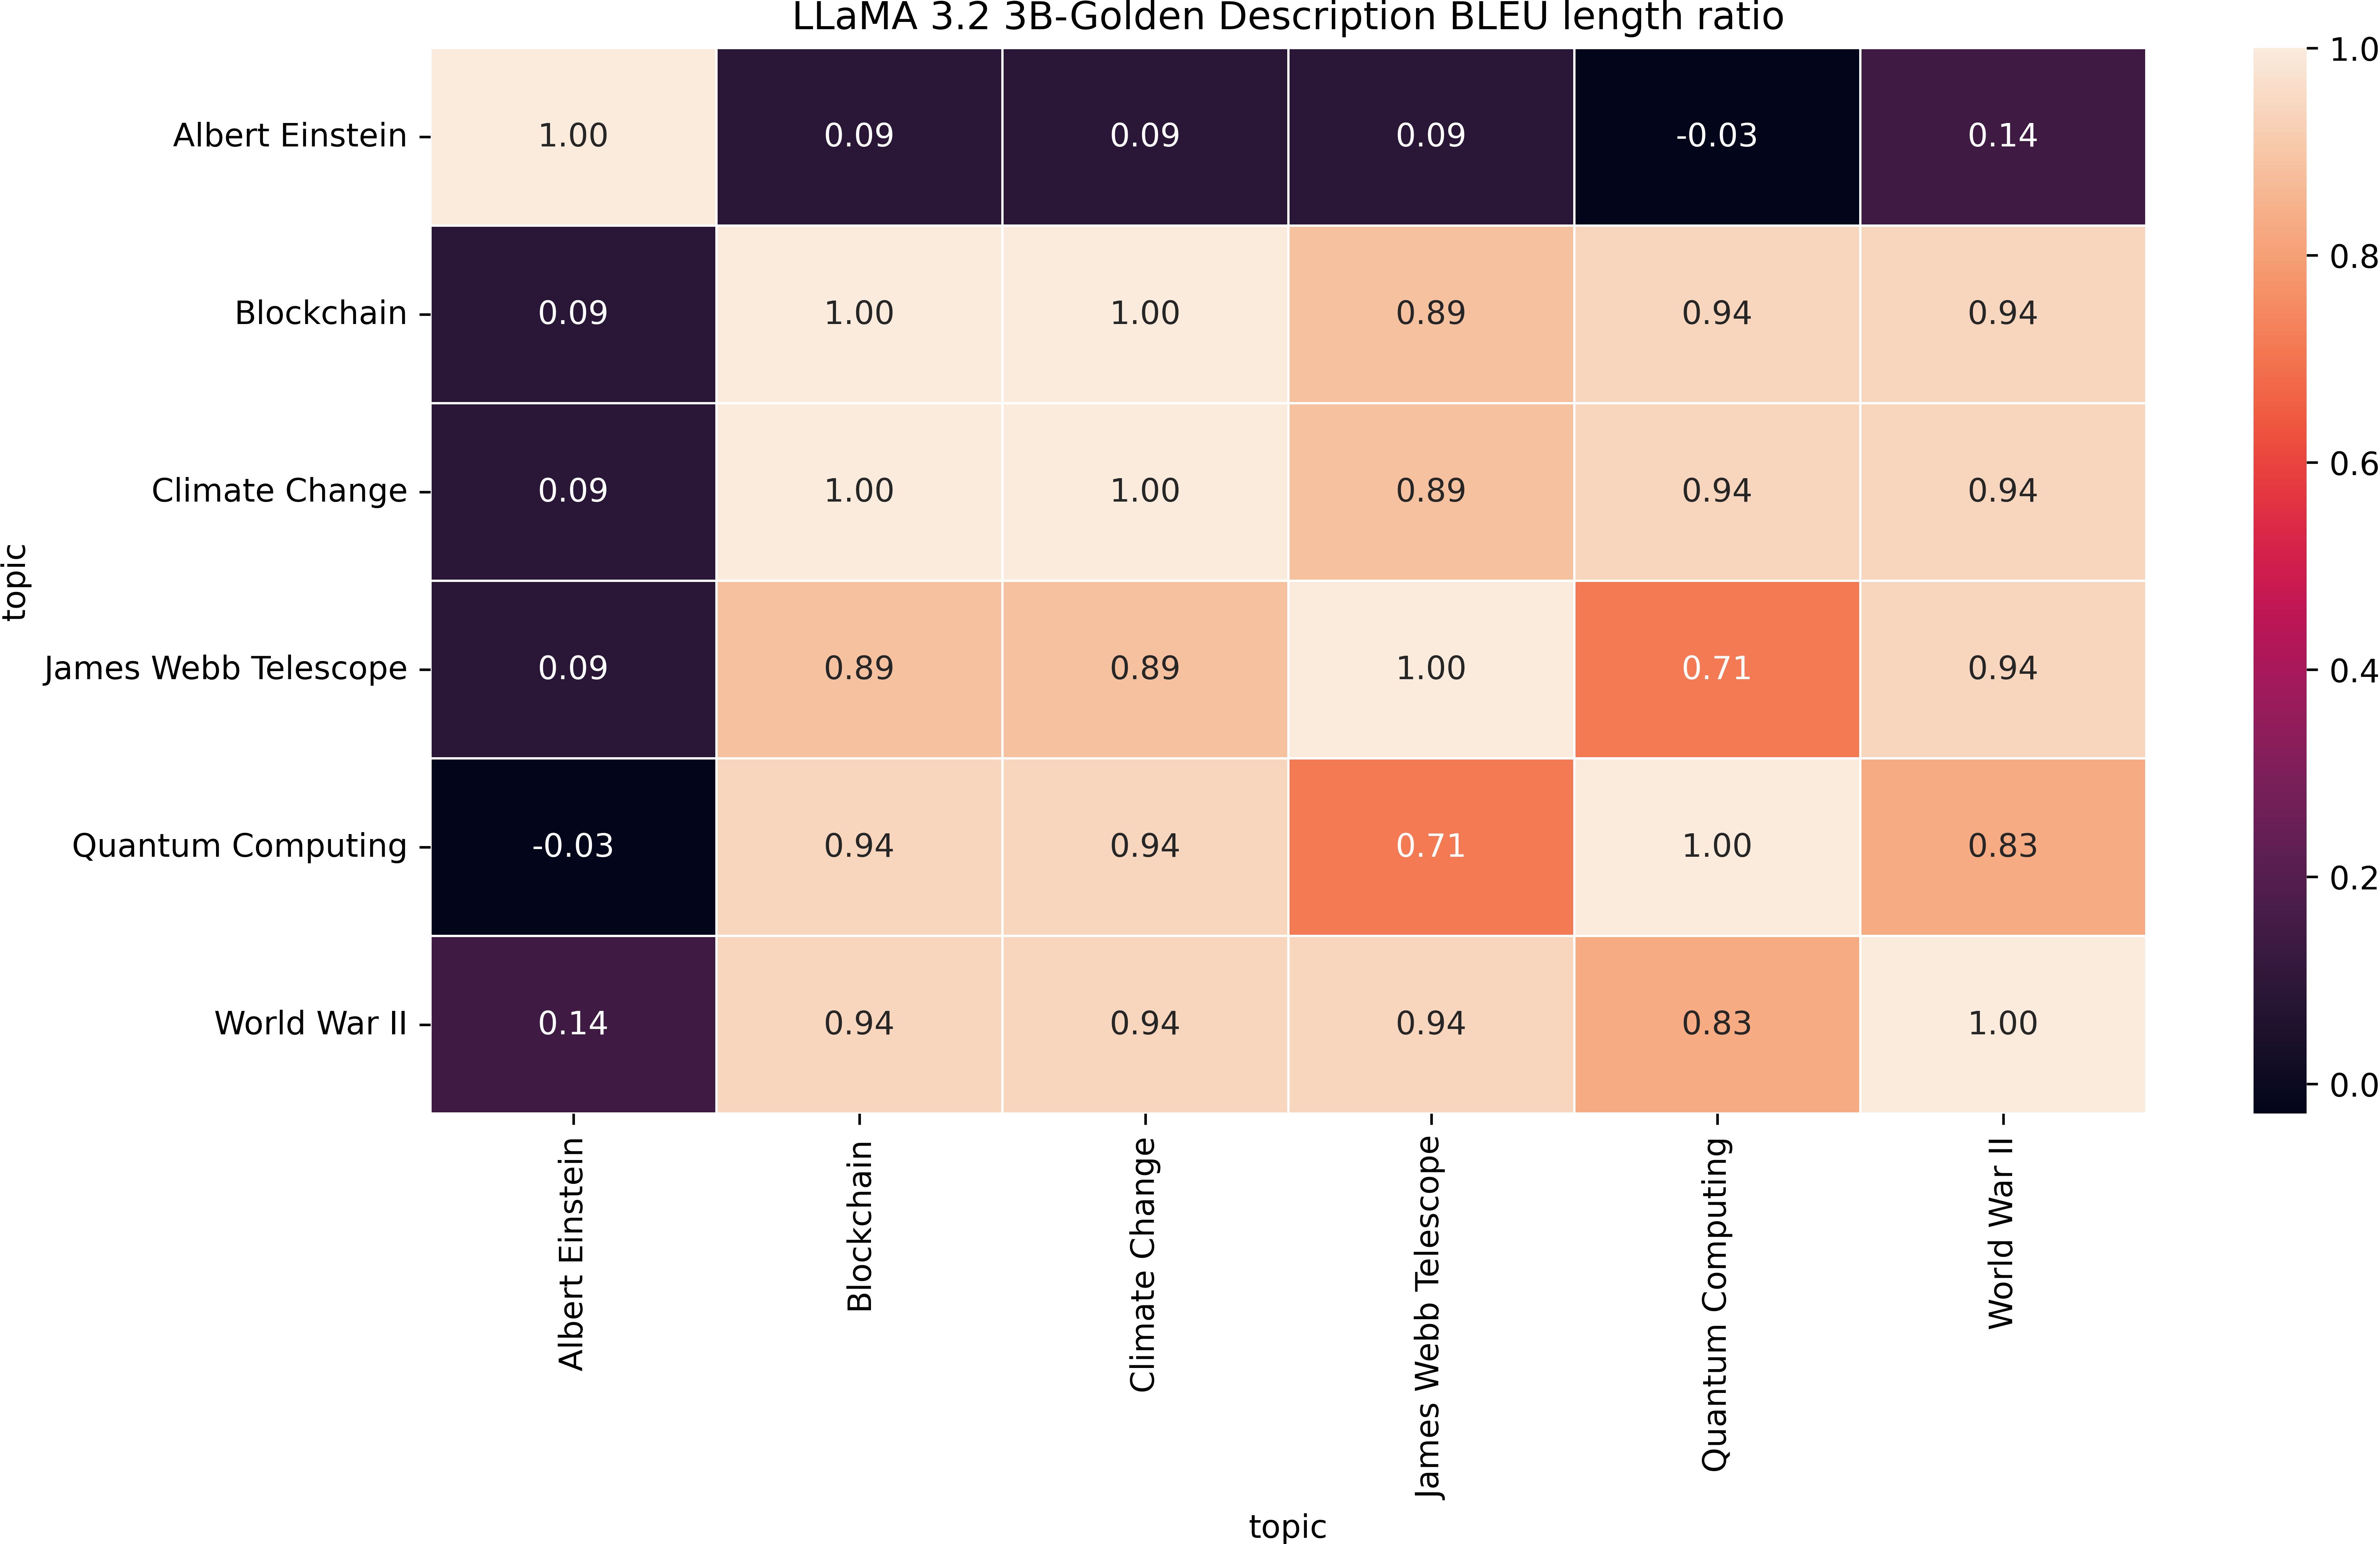 LLaMA 3.2 3B-Golden Description BLEU length ratio
topic
Albert Einstein 1.00 0.09 0.09 0.09 -0.03 0.14
Blockchain 0.09 1.00 1.00 0.89 0.94 0.94
Climate Change 0.09 1.00 1.00 0.89 0.94 0.94
James Webb Telescope 0.09 0.89 0.89 1.00 0.71 0.94
Quantum Computing -0.03 0.94 0.94 0.71 1.00 0.83
World War II 0.14 0.94 0.94 0.94 0.83 1.00
Albert Einstein
Blockchain
Climate Change
James Webb Telescope
Quantum Computing
World War II
topic
1.0
0.8
0.6
0.4
0.2
0.0